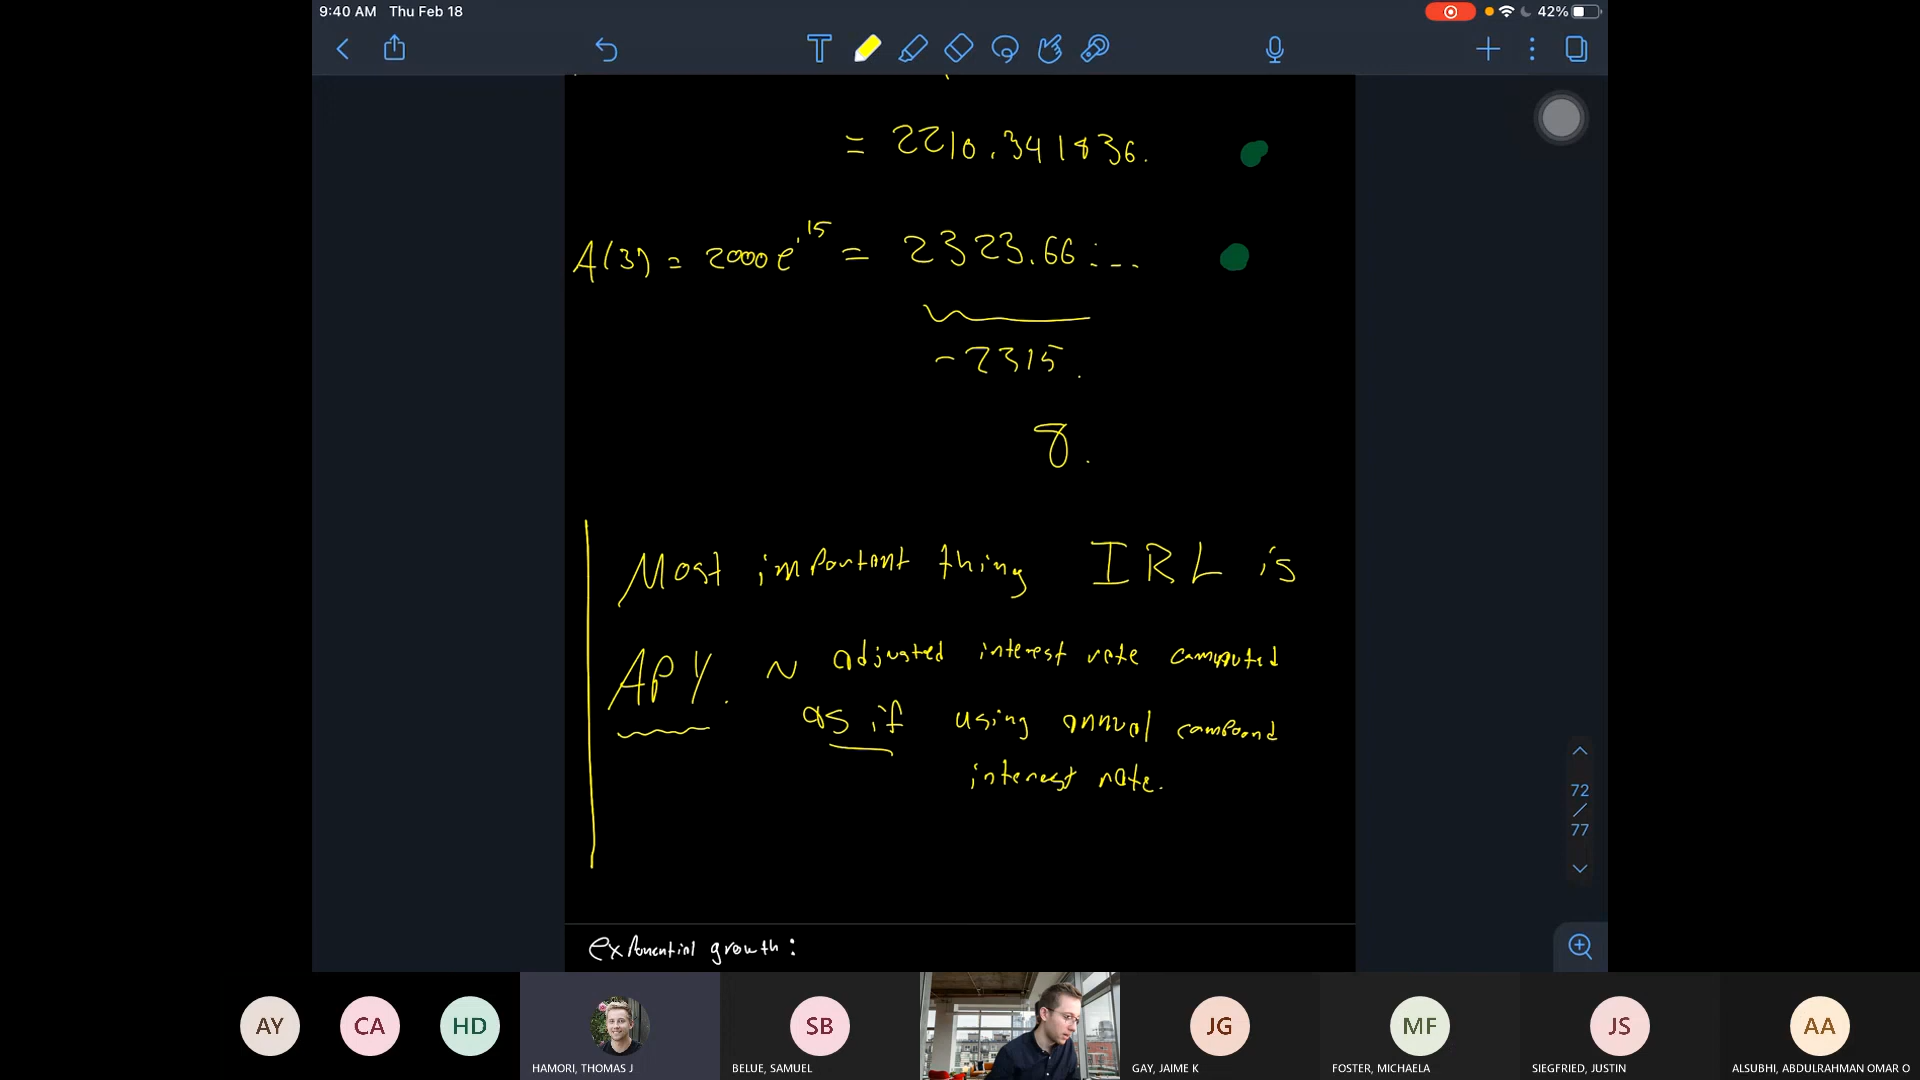 9:40 AM Thu Feb 18
42%
= 2210.341836.
A(3) = 2000e^.15 = 2323.66...
-2315.
8.
Most important thing IRL is
APY. ~ adjusted interest rate computed
as if using annual compound
interest rate.
72
/
77
exponential growth:
AY
CA
HD
SB
JG
MF
JS
AA
HAMORI, THOMAS J
BELUE, SAMUEL
GAY, JAIME K
FOSTER, MICHAELA
SIEGFRIED, JUSTIN
ALSUBHI, ABDULRAHMAN OMAR O